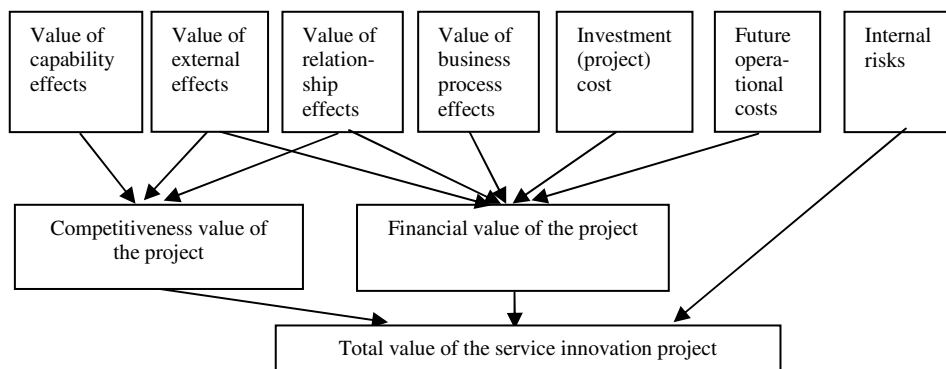 Value of
capability
effects
Value of
external
effects
Value of
relation-
ship
effects
Value of
business
process
effects
Investment
(project)
cost
Future
opera-
tional
costs
Internal
risks
Competitiveness value of
the project
Financial value of the project
Total value of the service innovation project